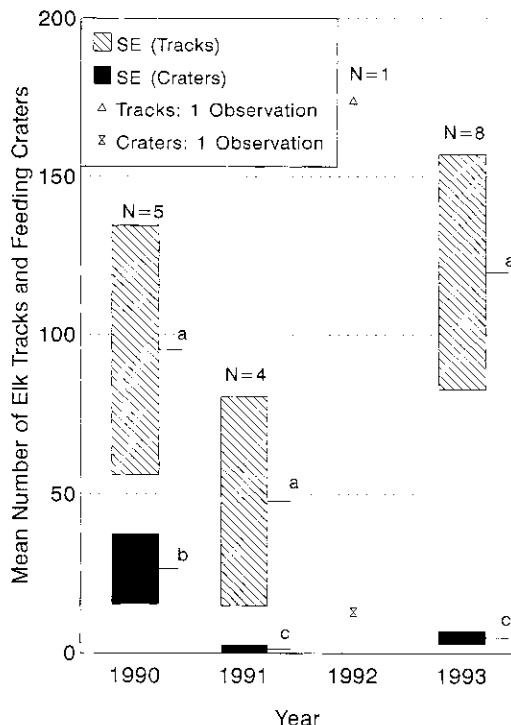 Mean Number of Elk Tracks and Feeding Craters
200
150
100
50
0
SE (Tracks)
SE (Craters)
Tracks: 1 Observation
Craters: 1 Observation
N=5
N=4
N=1
N=8
a
b
a
c
a
c
1990 1991 1992 1993
Year